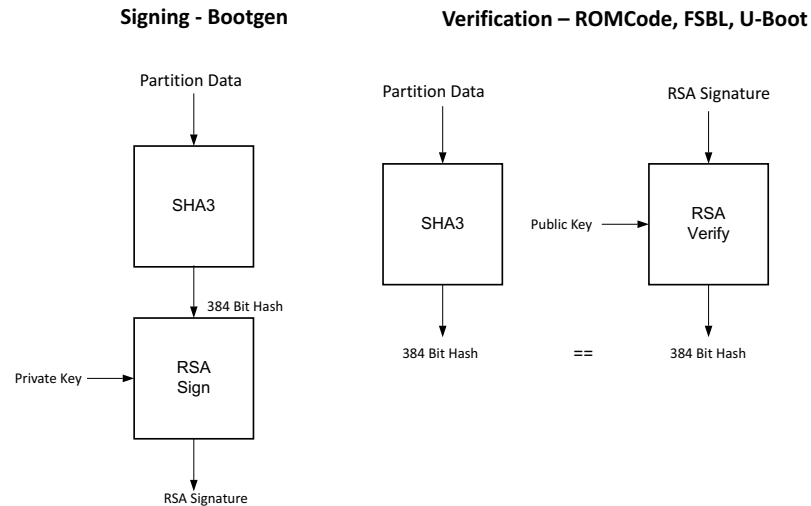 Signing - Bootgen
Partition Data
SHA3
384 Bit Hash
Private Key
RSA
Sign
RSA Signature
Verification – ROMCode, FSBL, U-Boot
Partition Data
RSA Signature
SHA3
Public Key
RSA
Verify
384 Bit Hash
==
384 Bit Hash